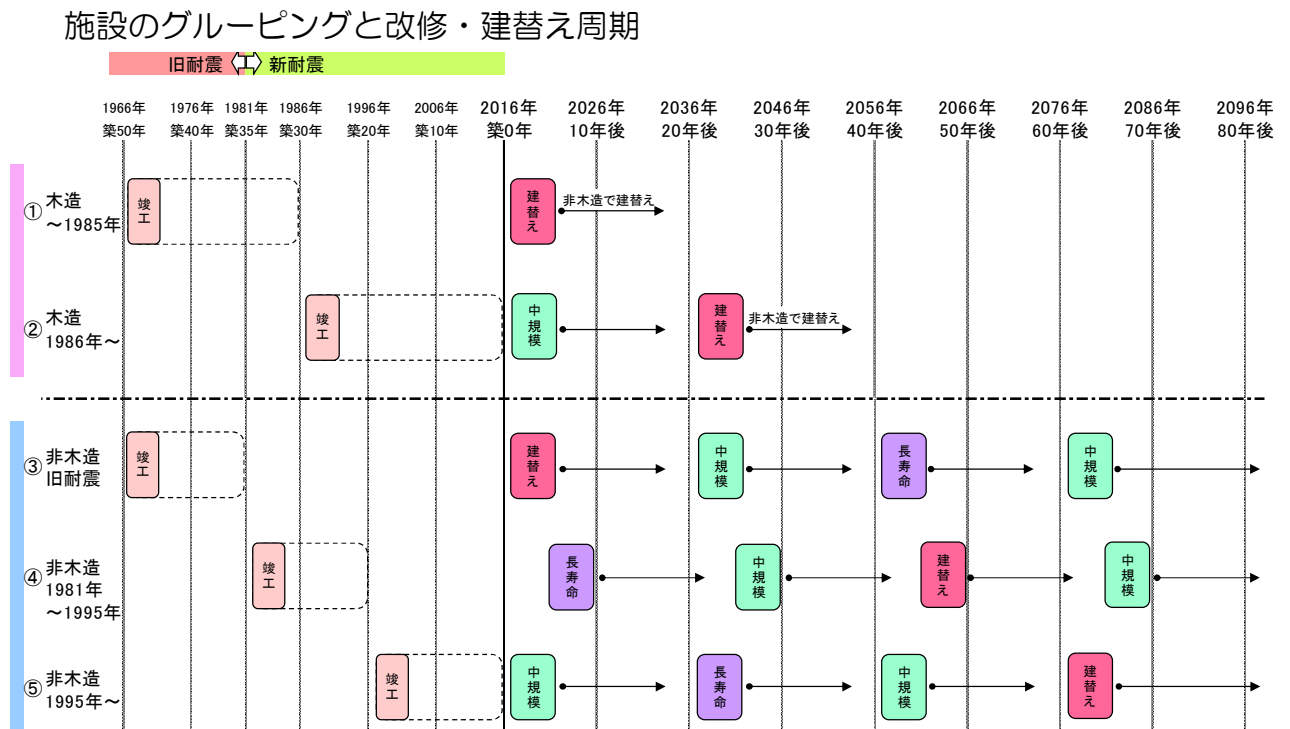 施設のグルーピングと改修・建替え周期
旧耐震 新耐震
1966年 1976年 1981年 1986年 1996年 2006年 2016年 2026年 2036年 2046年 2056年 2066年 2076年 2086年 2096年
築50年 築40年 築35年 築30年 築20年 築10年 築0年 10年後 20年後 30年後 40年後 50年後 60年後 70年後 80年後
① 木造
～1985年
竣工
建替え
非木造で建替え
② 木造
1986年～
竣工
中規模
建替え
非木造で建替え
③ 非木造
旧耐震
竣工
建替え
中規模
長寿命
中規模
④ 非木造
1981年
～1995年
竣工
長寿命
中規模
建替え
中規模
⑤ 非木造
1995年～
竣工
中規模
長寿命
中規模
建替え